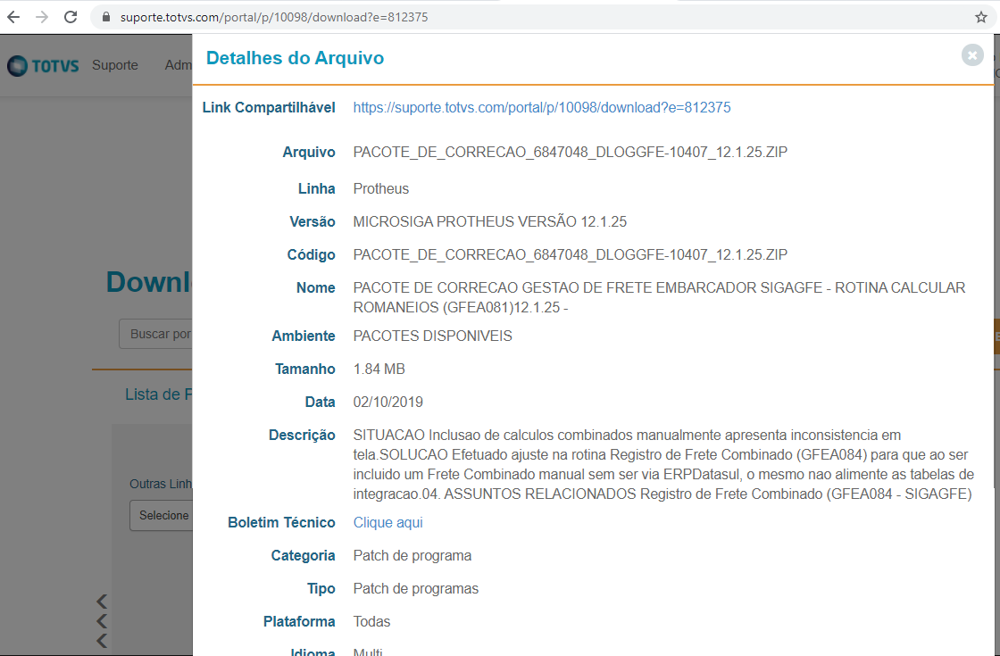 suporte.totvs.com/portal/p/10098/download?e=812375
TOTVS
Suporte
Adm
Detalhes do Arquivo
Link Compartilhável https://suporte.totvs.com/portal/p/10098/download?e=812375
Arquivo PACOTE_DE_CORRECAO_6847048_DLOGGFE-10407_12.1.25.ZIP
Linha Protheus
Versão MICROSIGA PROTHEUS VERSÃO 12.1.25
Código PACOTE_DE_CORRECAO_6847048_DLOGGFE-10407_12.1.25.ZIP
Downl
Nome PACOTE DE CORRECAO GESTAO DE FRETE EMBARCADOR SIGAGFE - ROTINA CALCULAR
ROMANEIOS (GFEA081)12.1.25 -
Buscar por
Ambiente PACOTES DISPONIVEIS
Tamanho 1.84 MB
Lista de
Data 02/10/2019
Descrição SITUACAO Inclusao de calculos combinados manualmente apresenta inconsistencia em
tela.SOLUCAO Efetuado ajuste na rotina Registro de Frete Combinado (GFEA084) para que ao ser
incluido um Frete Combinado manual sem ser via ERPDatasul, o mesmo nao alimente as tabelas de
integracao.04. ASSUNTOS RELACIONADOS Registro de Frete Combinado (GFEA084 - SIGAGFE)
Outras Linh
Selecione
Boletim Técnico Clique aqui
Categoria Patch de programa
Tipo Patch de programas
Plataforma Todas
Idioma Multi